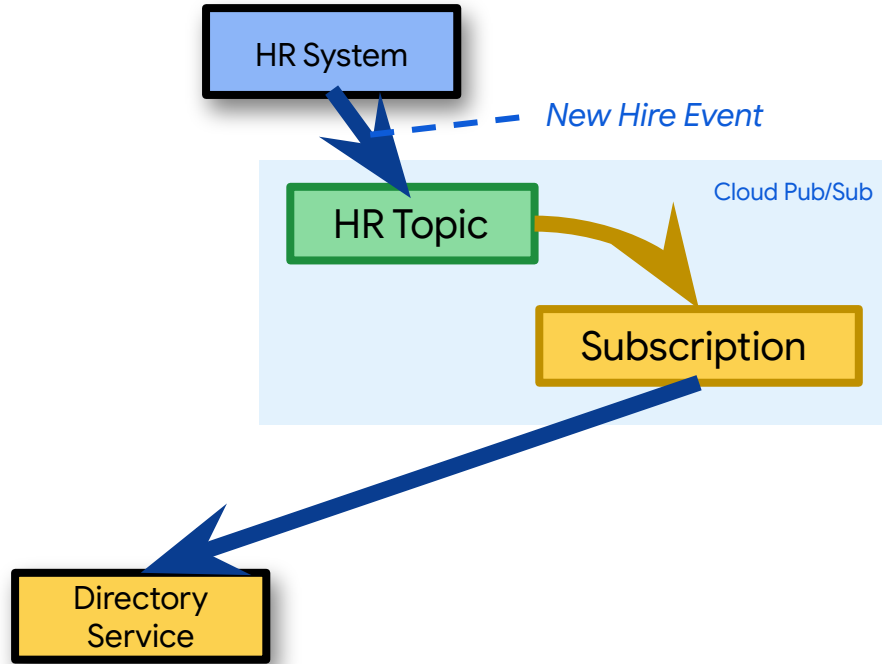 HR System
New Hire Event
Cloud Pub/Sub
HR Topic
Subscription
Directory
Service